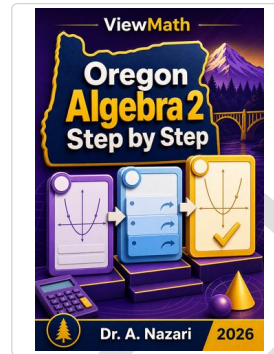 ViewMath
Oregon
Algebra 2
Step by Step
Dr. A. Nazari
2026